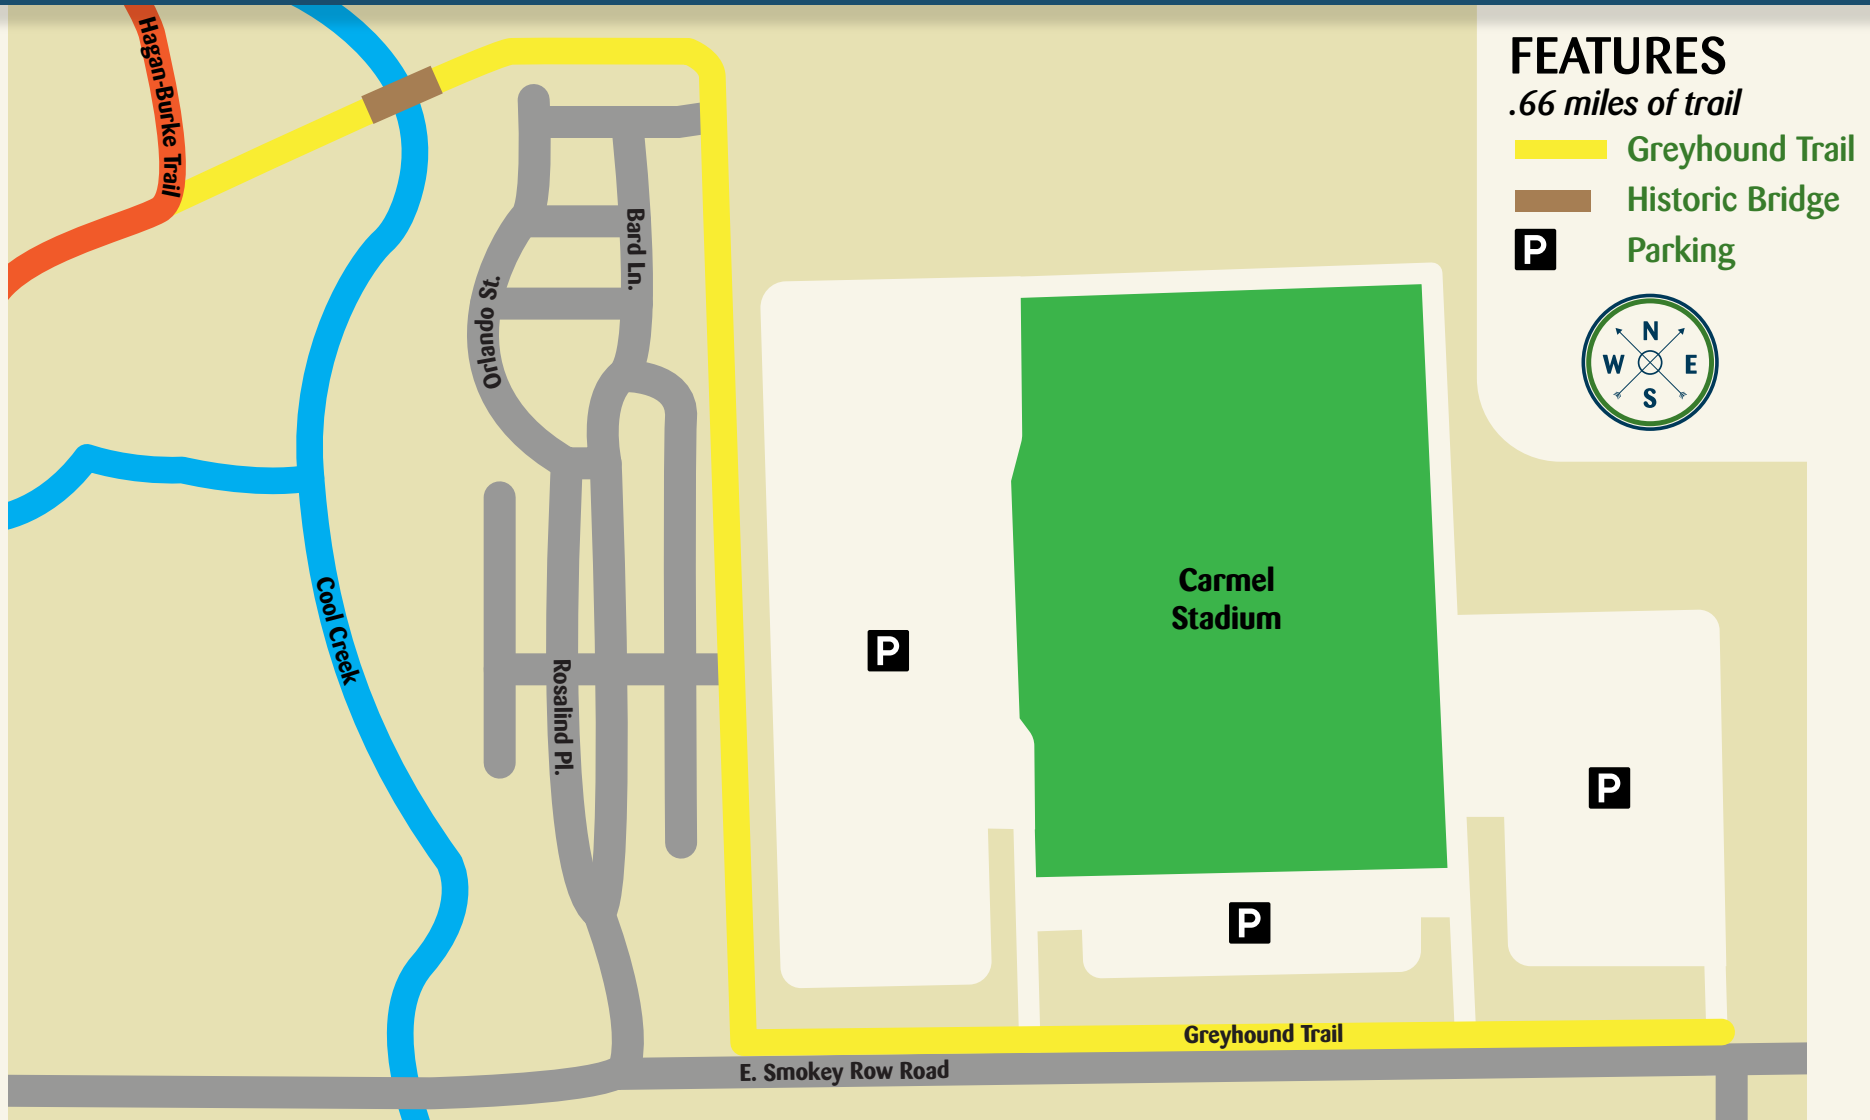 FEATURES
.66 miles of trail
Greyhound Trail
Historic Bridge
P Parking
N
W E
S
Hagan-Burke Trail
Bard Ln.
Orlando St.
Cool Creek
Rosalind Pl.
Carmel
Stadium
P
P
P
Greyhound Trail
E. Smokey Row Road